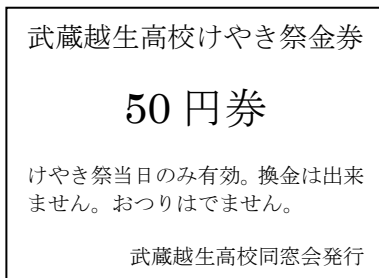 武蔵越生高校けやき祭金券
50 円券
けやき祭当日のみ有効。換金は出来
ません。おつりはでません。
武蔵越生高校同窓会発行